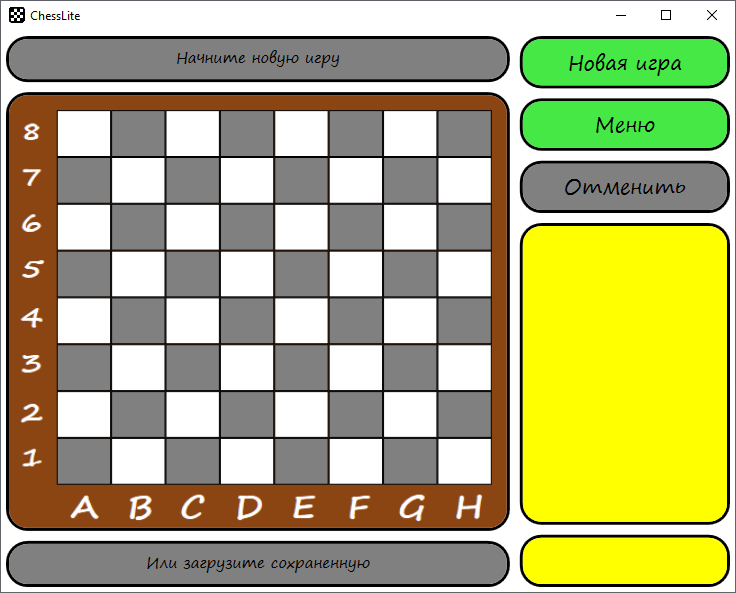 ChessLite
Начните новую игру
Новая игра
Меню
Отменить
8
7
6
5
4
3
2
1
A B C D E F G H
Или загрузите сохраненную